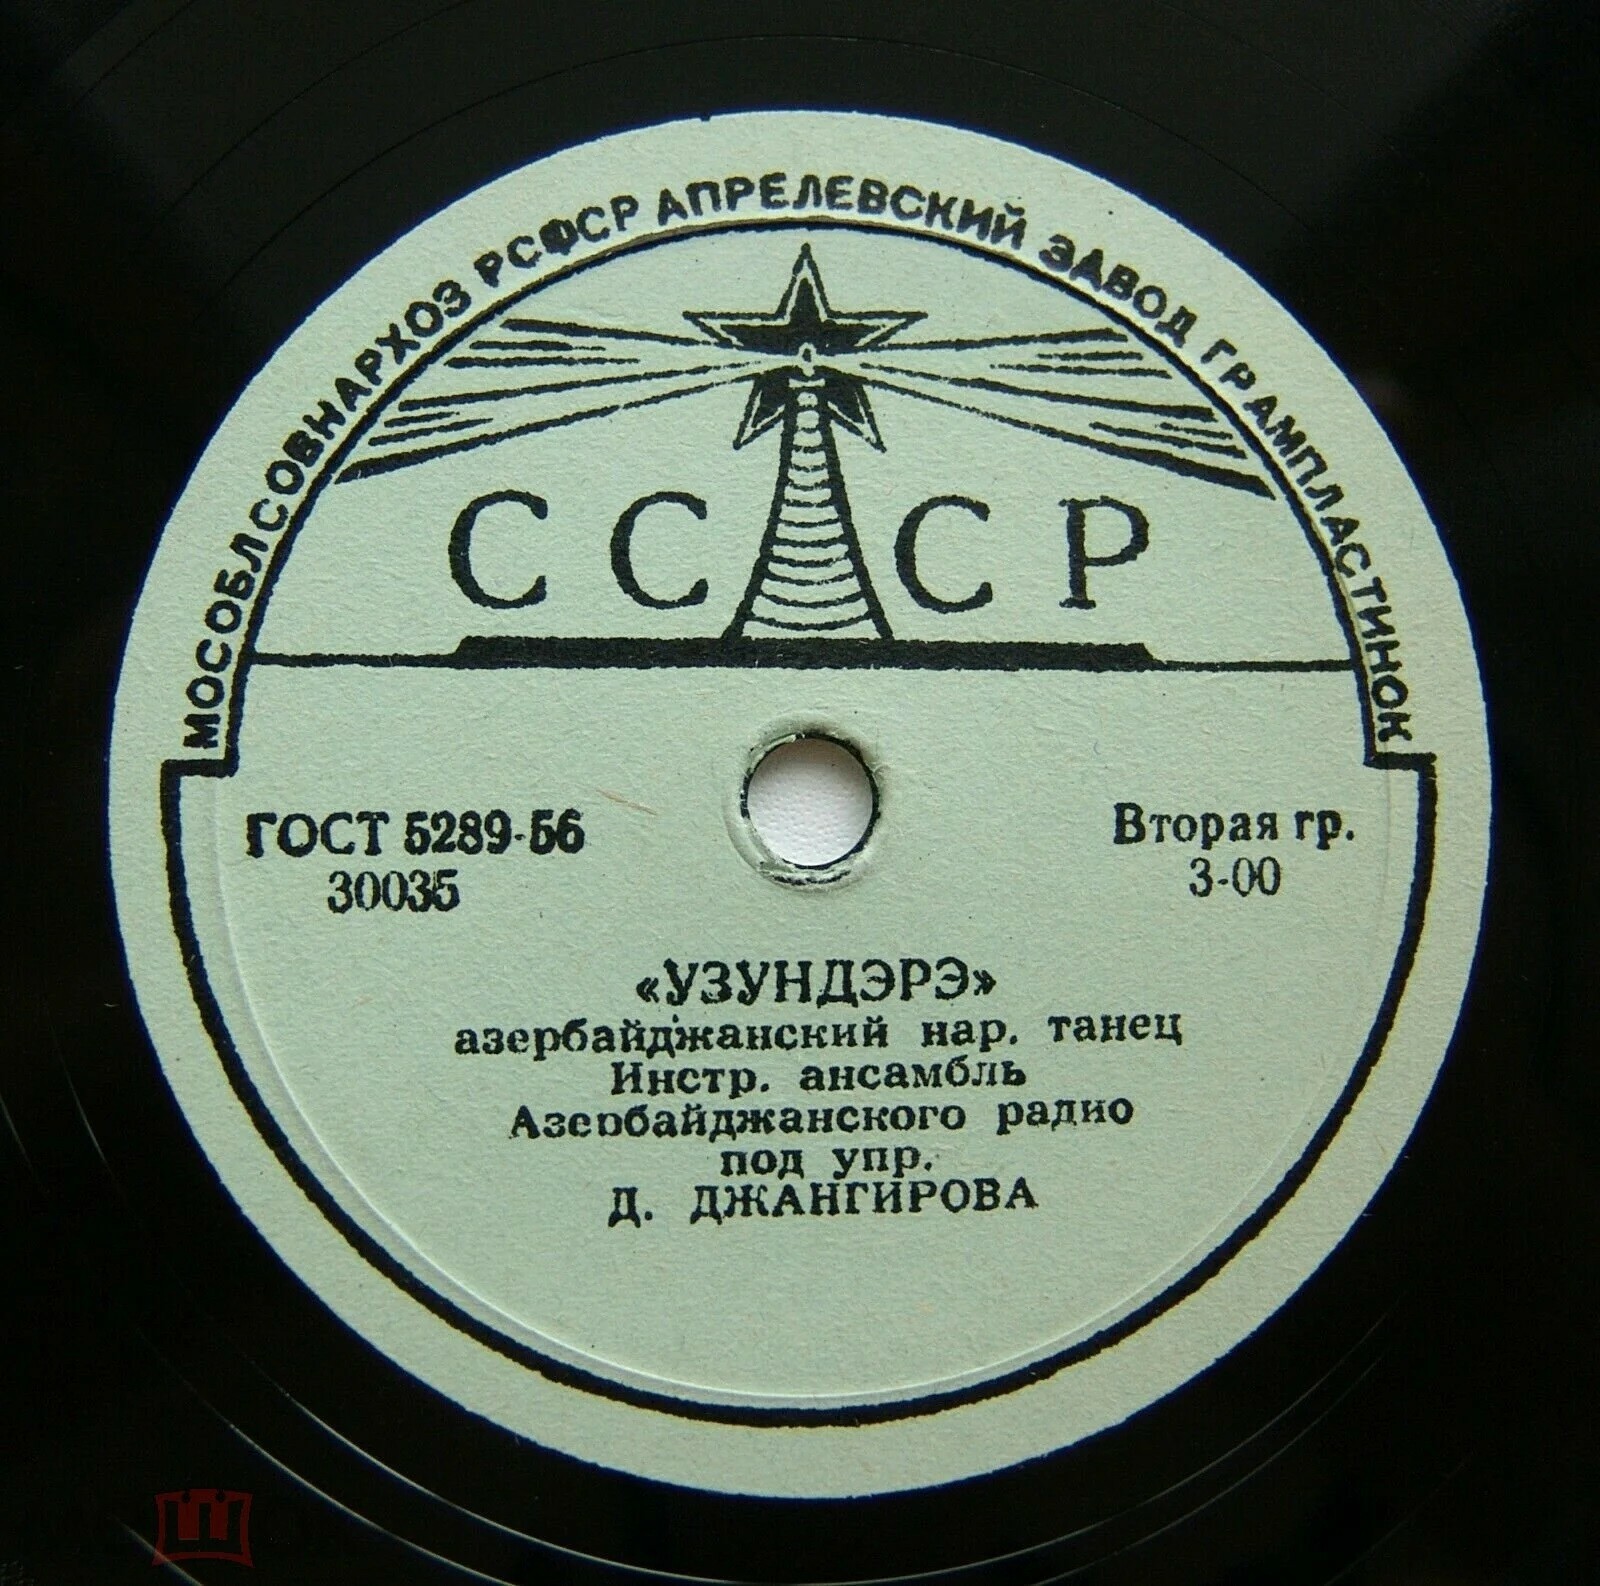 МОСОБЛСОВНАРХОЗ РСФСР АПРЕЛЕВСКИЙ ЗАВОД ГРАМПЛАСТИНОК
СССР
ГОСТ 5289-56
30035
Вторая гр.
3-00
«УЗУНДЭРЭ»
азербайджанский нар. танец
Инстр. ансамбль
Азербайджанского радио
под упр.
Д. ДЖАНГИРОВА